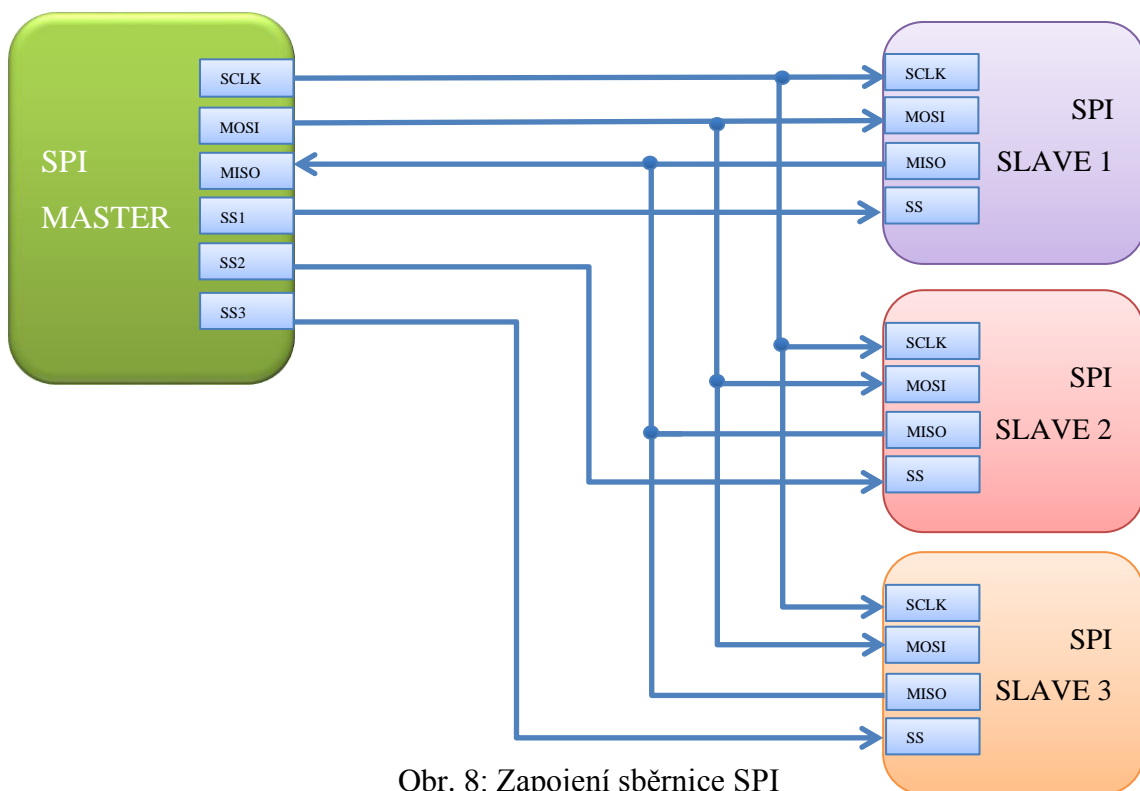 SPI
MASTER
SCLK
MOSI
MISO
SS1
SS2
SS3
SCLK
MOSI
MISO
SS
SPI
SLAVE 1
SCLK
MOSI
MISO
SS
SPI
SLAVE 2
SCLK
MOSI
MISO
SS
SPI
SLAVE 3
Obr. 8: Zapojení sběrnice SPI